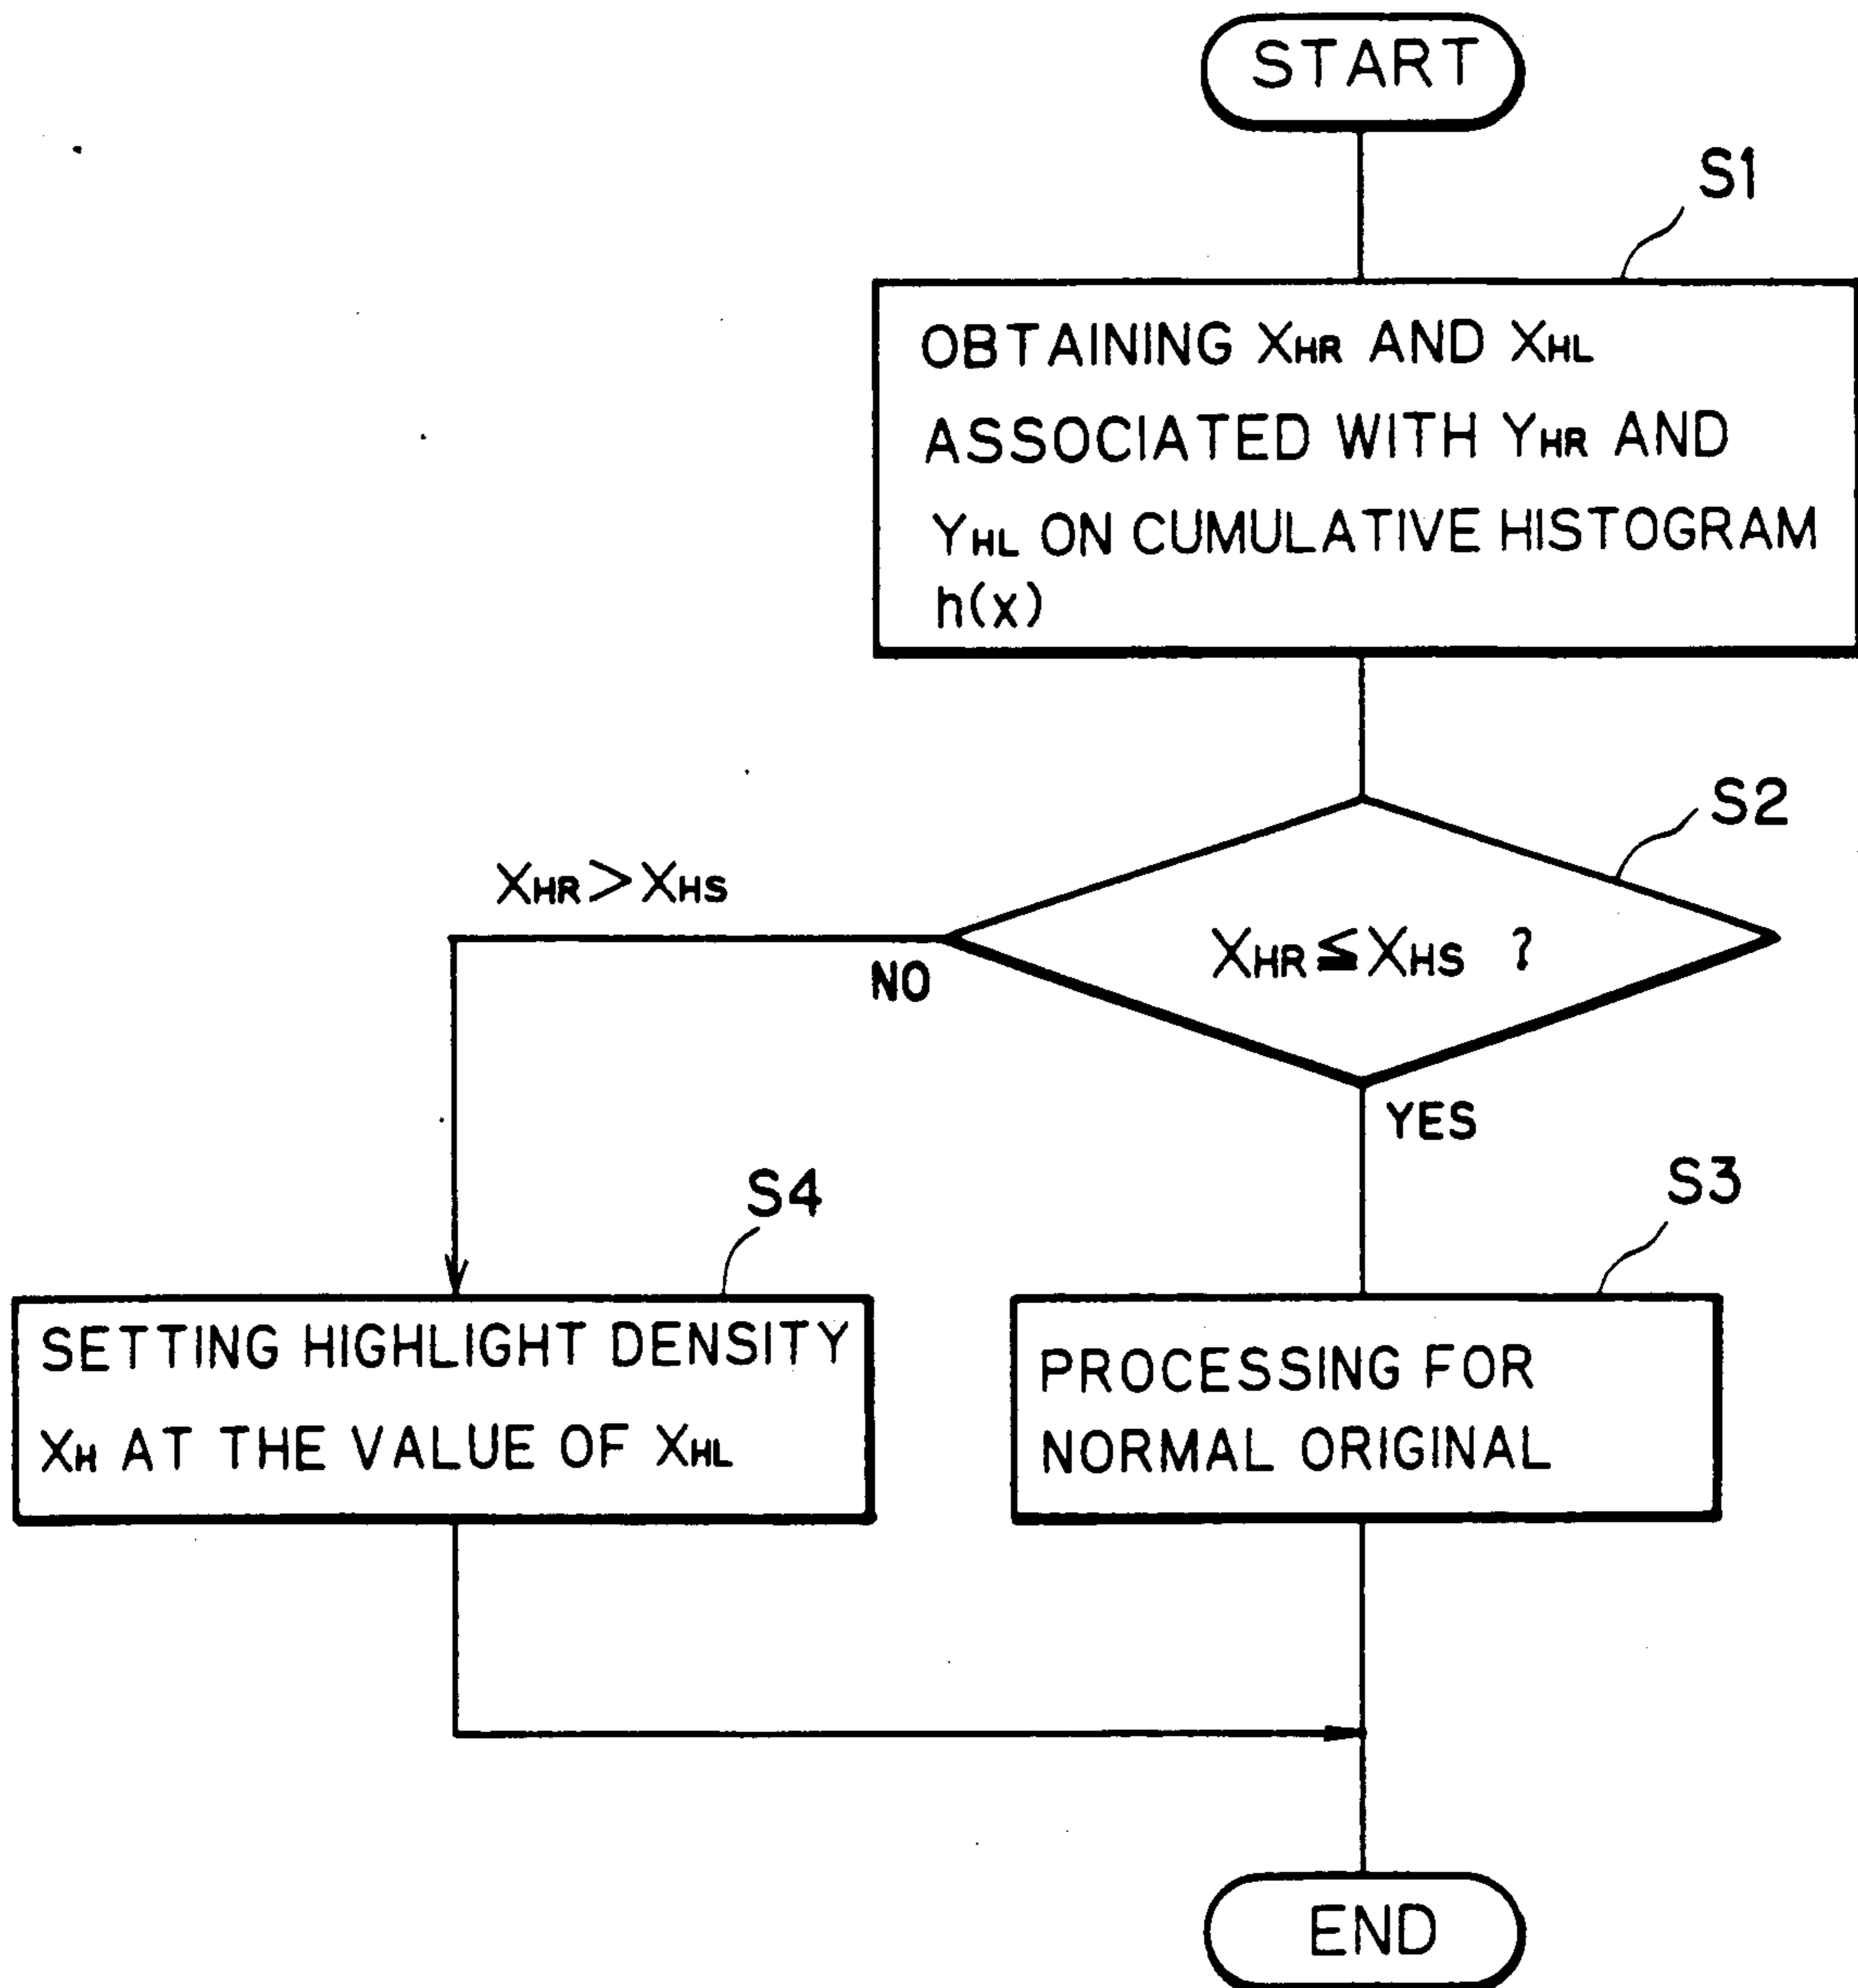 START
S1
OBTAINING XHR AND XHL
ASSOCIATED WITH YHR AND
YHL ON CUMULATIVE HISTOGRAM
h(x)
S2
XHR>XHS
XHR≦XHS ?
NO
YES
S4
S3
SETTING HIGHLIGHT DENSITY
XH AT THE VALUE OF XHL
PROCESSING FOR
NORMAL ORIGINAL
END